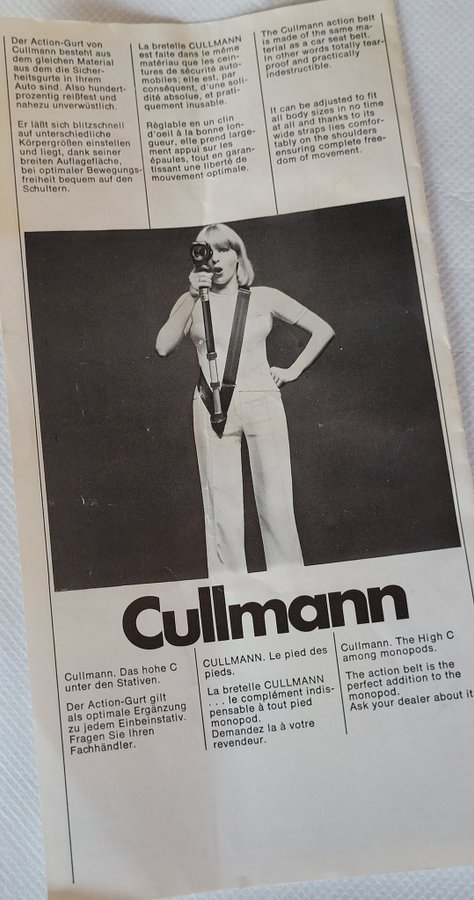 Der Action-Gurt von
Cullmann besteht aus
dem gleichen Material
aus dem die Sicher-
heitsgurte in Ihrem
Auto sind. Also hundert-
prozentig reißfest und
nahezu unverwüstlich.
Er läßt sich blitzschnell
auf unterschiedliche
Körpergrößen einstellen
und liegt, dank seiner
breiten Auflagefläche,
bei optimaler Bewegungs-
freiheit bequem auf den
Schultern.
La bretelle CULLMANN
est faite dans le même
matériau que les cein-
tures de sécurité auto-
mobiles; elle est, par
conséquent, d'une soli-
dité absolue, et prati-
quement inusable.
Règlable en un clin
d'oeil à la bonne lon-
gueur, elle prend large-
ment appui sur les
épaules, tout en garan-
tissant une liberté de
mouvement optimale.
The Cullmann action belt
is made of the same ma-
terial as a car seat belt.
In other words totally tear-
proof and practically
indestructible.
It can be adjusted to fit
all body sizes in no time
at all and thanks to its
wide straps lies comfor-
tably on the shoulders
ensuring complete free-
dom of movement.
Cullmann
Cullmann. Das hohe C
unter den Stativen.
Der Action-Gurt gilt
als optimale Ergänzung
zu jedem Einbeinstativ.
Fragen Sie Ihren
Fachhändler.
CULLMANN. Le pied des
pieds.
La bretelle CULLMANN
. . . le complément indis-
pensable à tout pied
monopod.
Demandez la à votre
revendeur.
Cullmann. The High C
among monopods.
The action belt is the
perfect addition to the
monopod.
Ask your dealer about it